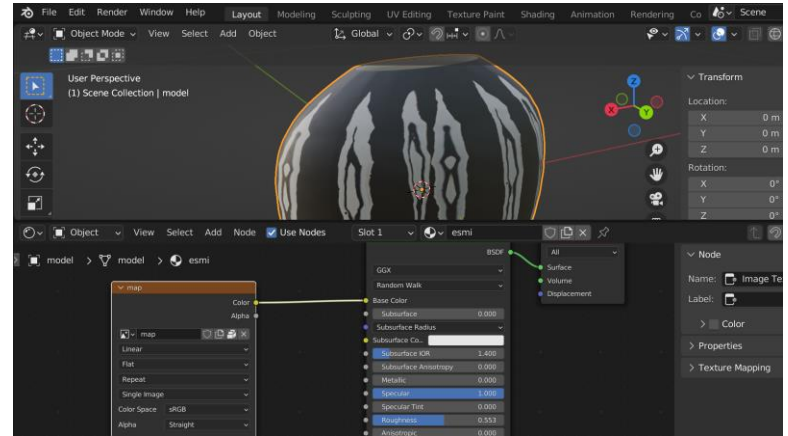 File Edit Render Window Help Layout Modeling Sculpting UV Editing Texture Paint Shading Animation Rendering Co Scene
Object Mode View Select Add Object Global
User Perspective
(1) Scene Collection | model
Transform
Location:
X 0 m
Y 0 m
Z 0 m
Rotation:
X 0°
Y 0°
Z 0°
Z
X
Y
Object View Select Add Node Use Nodes Slot 1 esmi
model > model > esmi
map
Color
Alpha
map
Linear
Flat
Repeat
Single Image
Color Space sRGB
Alpha Straight
BSDF
GGX
Random Walk
Base Color
Subsurface 0.000
Subsurface Radius
Subsurface Co..
Subsurface IOR 1.400
Subsurface Anisotropy 0.000
Metallic 0.000
Specular 1.000
Specular Tint 0.000
Roughness 0.553
Anisotropic 0.000
All
Surface
Volume
Displacement
Node
Name: Image Te
Label:
Color
Properties
Texture Mapping